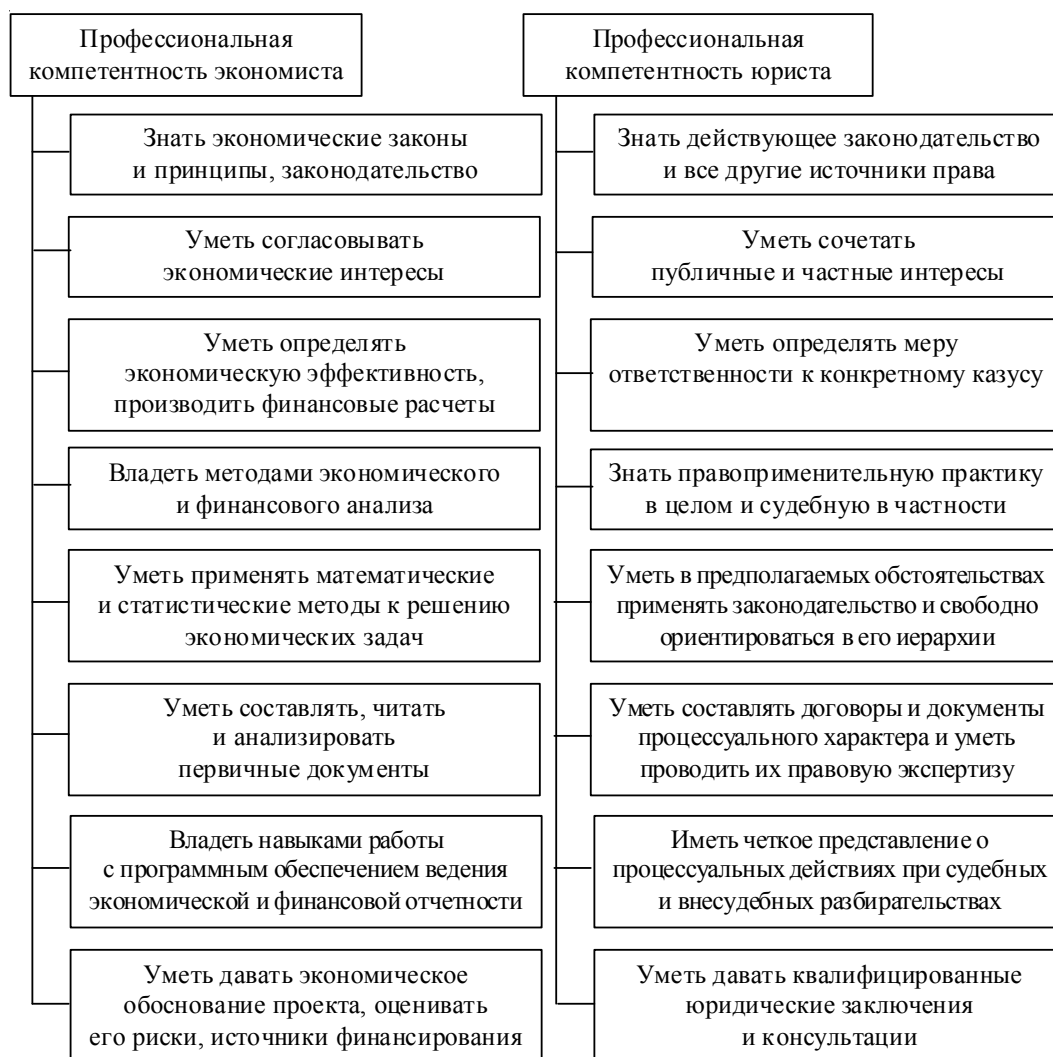 Профессиональная
компетентность экономиста
Знать экономические законы
и принципы, законодательство
Уметь согласовывать
экономические интересы
Уметь определять
экономическую эффективность,
производить финансовые расчеты
Владеть методами экономического
и финансового анализа
Уметь применять математические
и статистические методы к решению
экономических задач
Уметь составлять, читать
и анализировать
первичные документы
Владеть навыками работы
с программным обеспечением ведения
экономической и финансовой отчетности
Уметь давать экономическое
обоснование проекта, оценивать
его риски, источники финансирования
Профессиональная
компетентность юриста
Знать действующее законодательство
и все другие источники права
Уметь сочетать
публичные и частные интересы
Уметь определять меру
ответственности к конкретному казусу
Знать правоприменительную практику
в целом и судебную в частности
Уметь в предполагаемых обстоятельствах
применять законодательство и свободно
ориентироваться в его иерархии
Уметь составлять договоры и документы
процессуального характера и уметь
проводить их правовую экспертизу
Иметь четкое представление о
процессуальных действиях при судебных
и внесудебных разбирательствах
Уметь давать квалифицированные
юридические заключения
и консультации